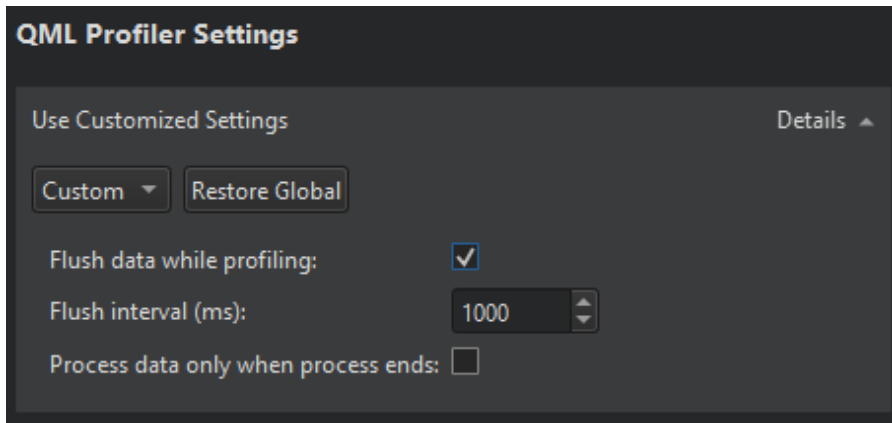 QML Profiler Settings
Use Customized Settings Details
Custom Restore Global
Flush data while profiling:
Flush interval (ms): 1000
Process data only when process ends: